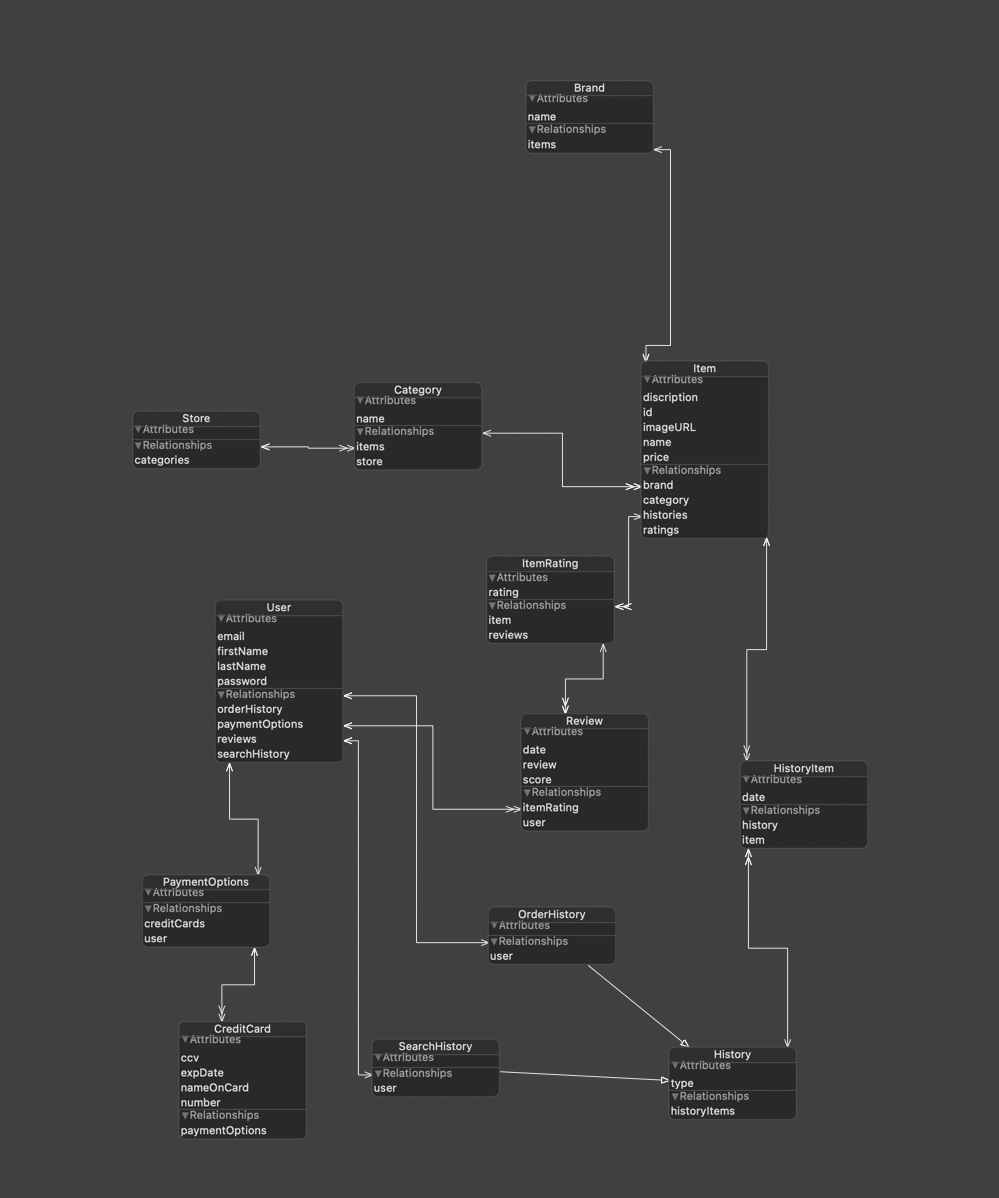 Brand
▼Attributes
name
▼Relationships
items
Item
▼Attributes
discription
id
imageURL
name
price
▼Relationships
brand
category
histories
ratings
Category
▼Attributes
name
▼Relationships
items
store
Store
▼Attributes
▼Relationships
categories
ItemRating
▼Attributes
rating
▼Relationships
item
reviews
User
▼Attributes
email
firstName
lastName
password
▼Relationships
orderHistory
paymentOptions
reviews
searchHistory
Review
▼Attributes
date
review
score
▼Relationships
itemRating
user
HistoryItem
▼Attributes
date
▼Relationships
history
item
PaymentOptions
▼Attributes
▼Relationships
creditCards
user
OrderHistory
▼Attributes
▼Relationships
user
CreditCard
▼Attributes
ccv
expDate
nameOnCard
number
▼Relationships
paymentOptions
SearchHistory
▼Attributes
▼Relationships
user
History
▼Attributes
type
▼Relationships
historyItems